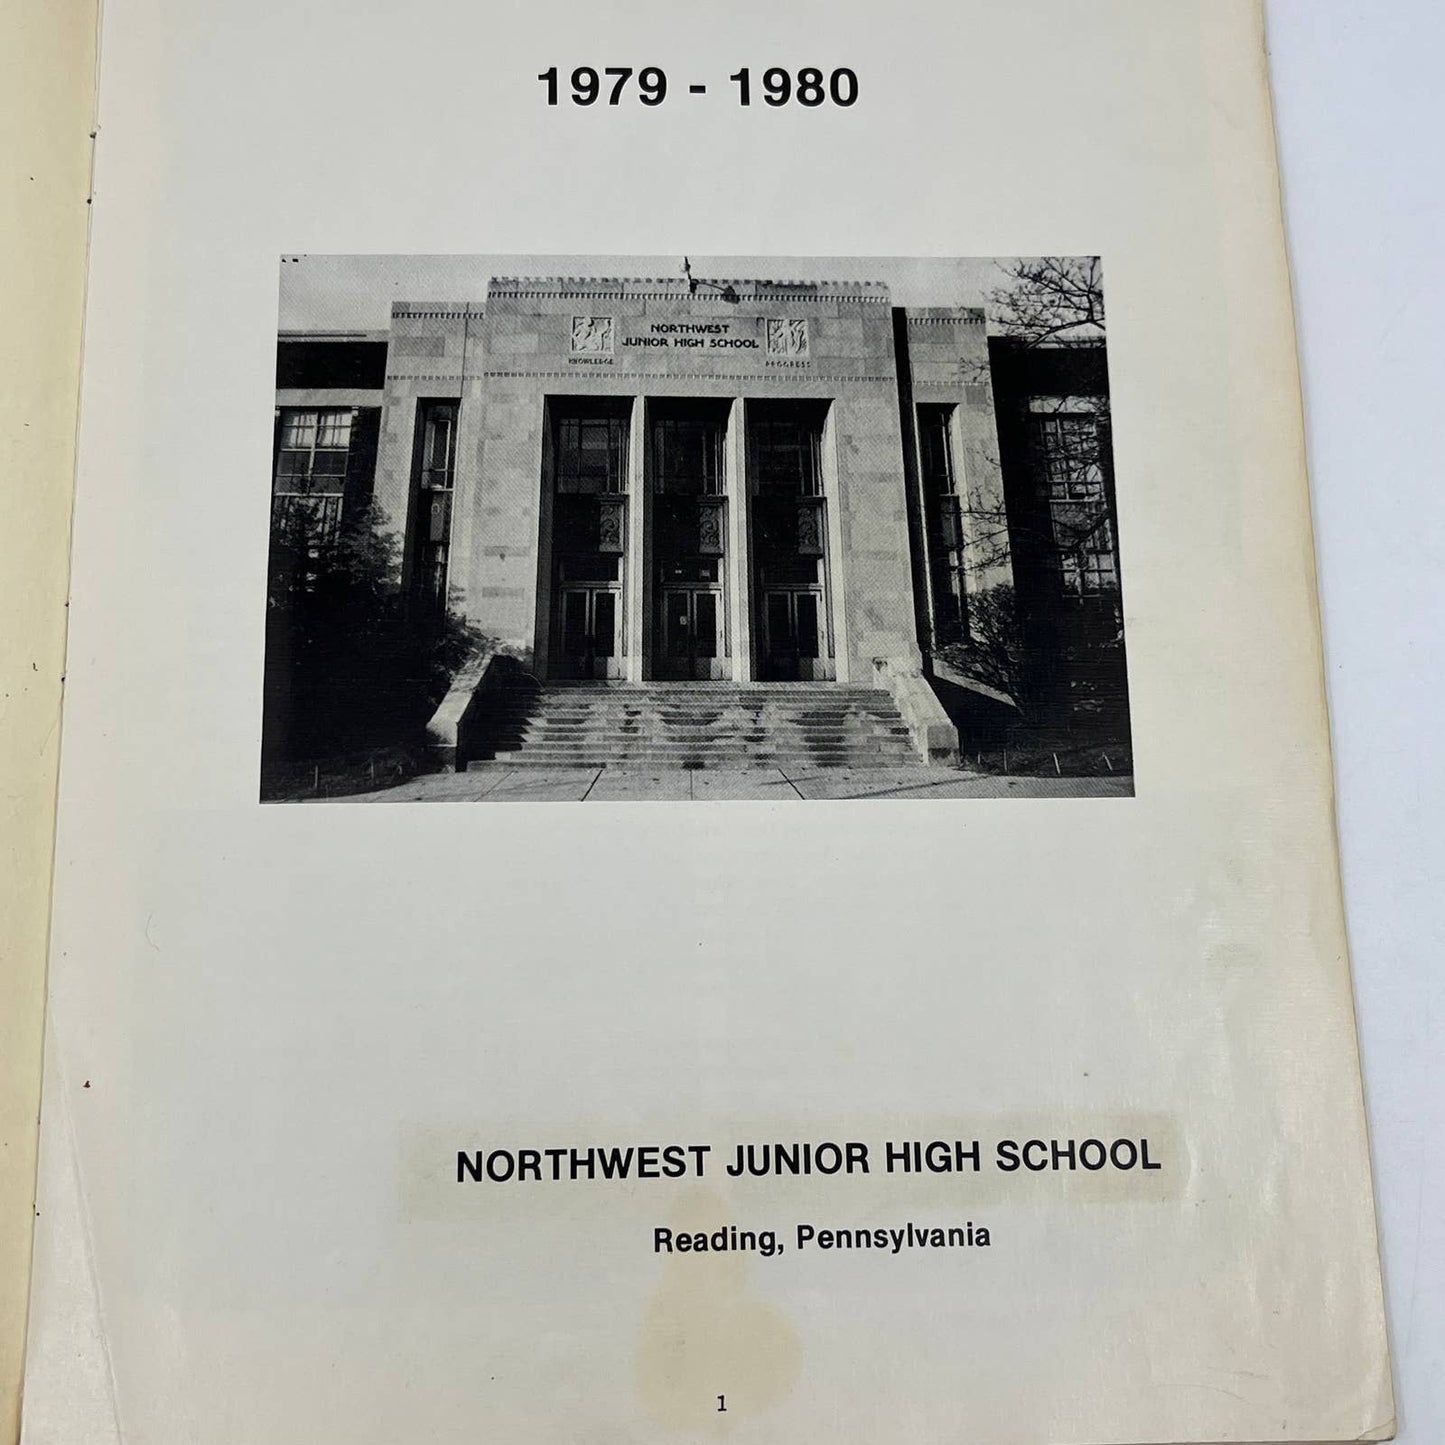 1979 - 1980
NORTHWEST
JUNIOR HIGH SCHOOL
KNOWLEDGE
PROGRESS
NORTHWEST JUNIOR HIGH SCHOOL
Reading, Pennsylvania
1